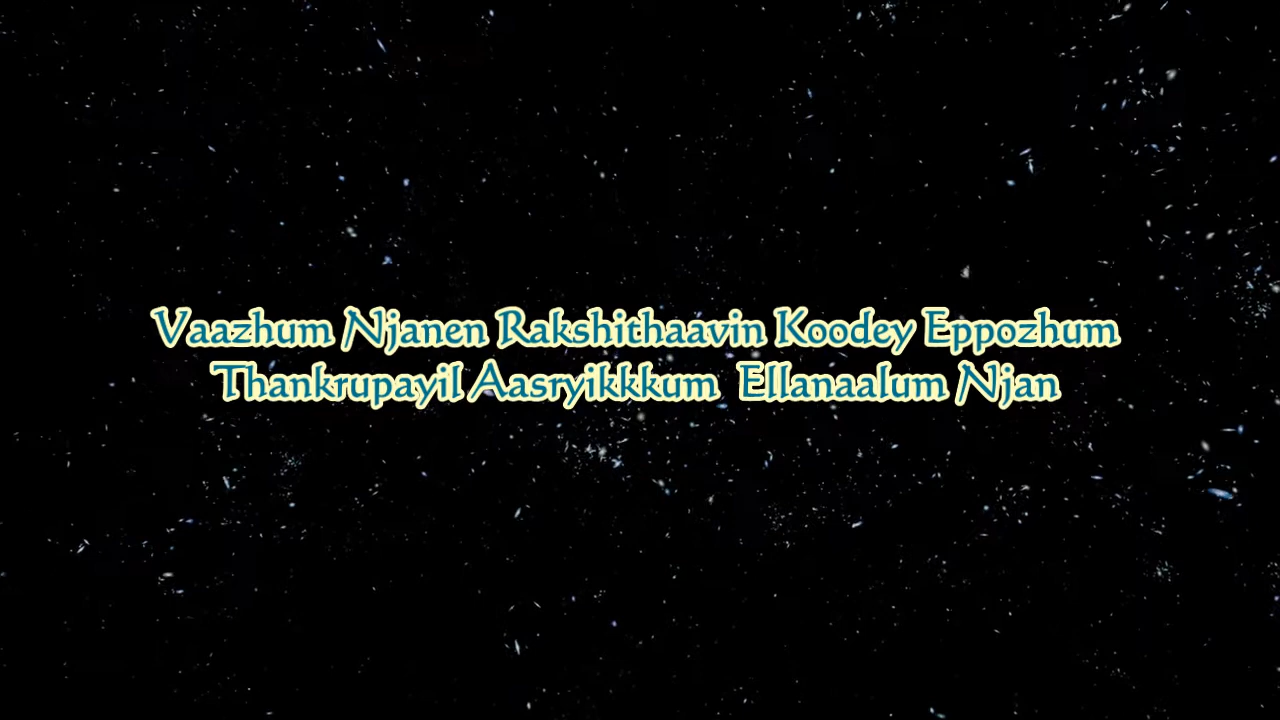 Vaazhum Njanen Rakshithaavin Koodey Eppozhum
Thankrupayil Aasryikkkum Ellanaalum Njan